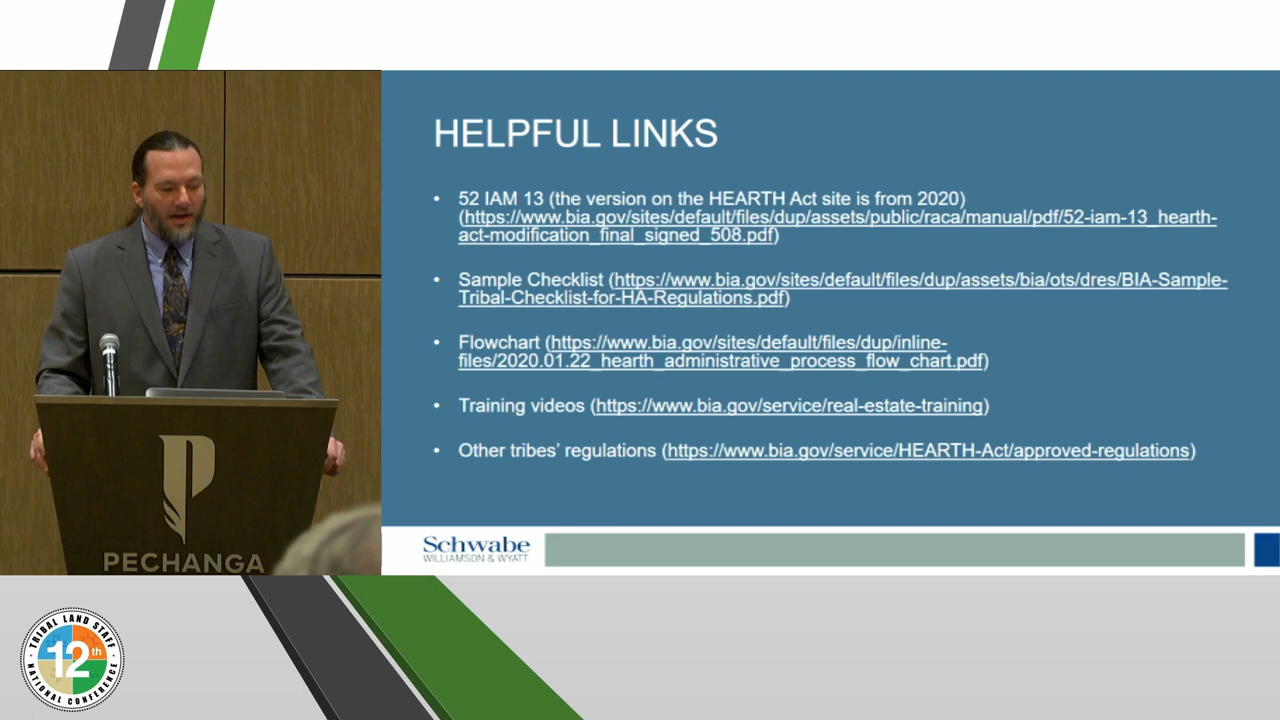 HELPFUL LINKS
• 52 IAM 13 (the version on the HEARTH Act site is from 2020)
(https://www.bia.gov/sites/default/files/dup/assets/public/raca/manual/pdf/52-iam-13_hearth-
act-modification_final_signed_508.pdf)
• Sample Checklist (https://www.bia.gov/sites/default/files/dup/assets/bia/ots/dres/BIA-Sample-
Tribal-Checklist-for-HA-Regulations.pdf)
• Flowchart (https://www.bia.gov/sites/default/files/dup/inline-
files/2020.01.22_hearth_administrative_process_flow_chart.pdf)
• Training videos (https://www.bia.gov/service/real-estate-training)
• Other tribes’ regulations (https://www.bia.gov/service/HEARTH-Act/approved-regulations)
Schwabe
WILLIAMSON & WYATT
P
PECHANGA
TRIBAL LAND STAFF
12th
NATIONAL CONFERENCE